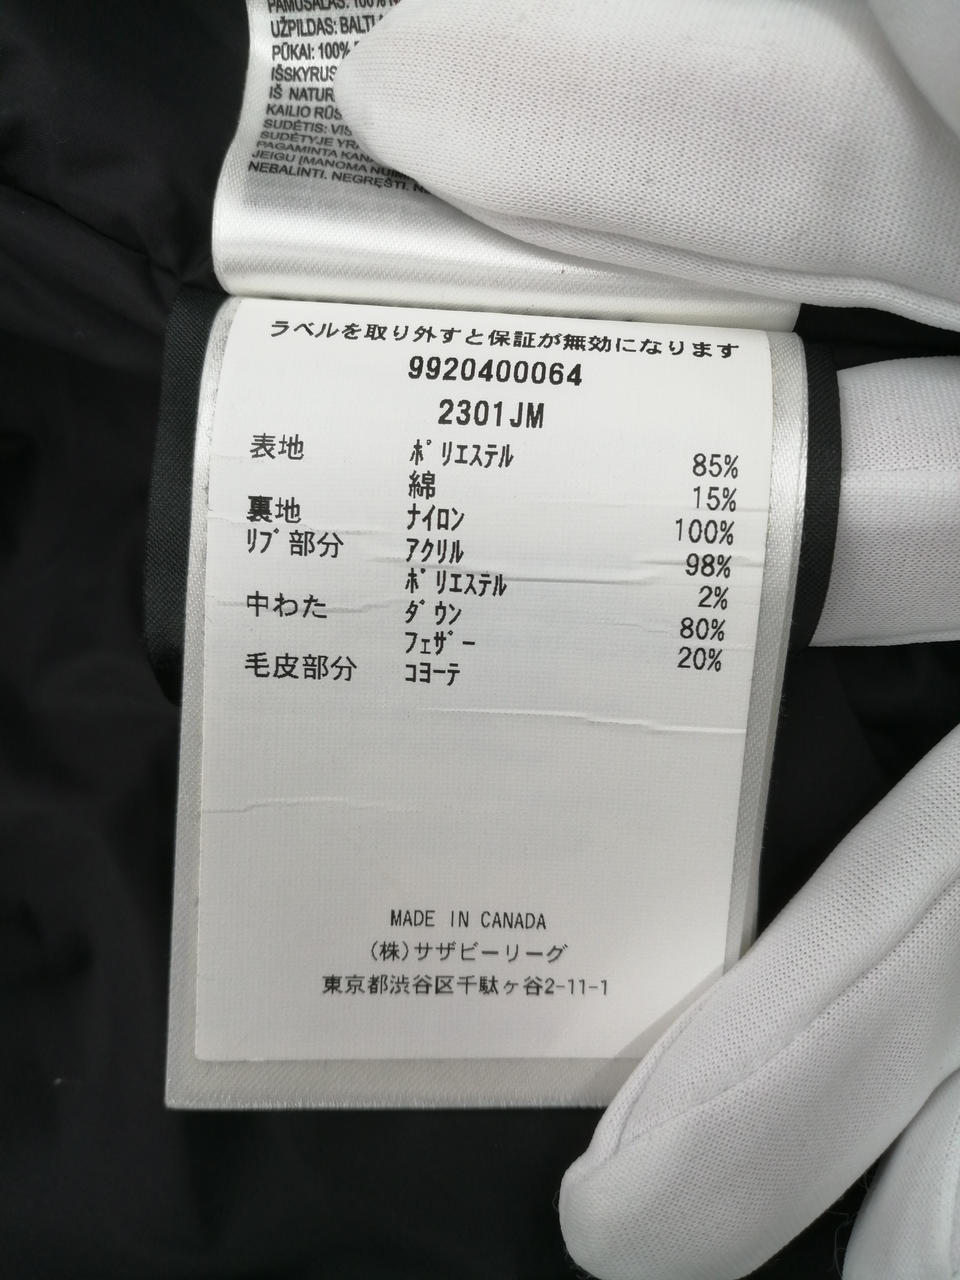 PAMUŠALAS: 100%
UŽPILDAS:
PŪKAI: 100%
IŠSKYRUS
IŠ NATUR
KAILIO RŪŠ
SUDĖTIS: VIS
SUDĖTYJE YRA
PAGAMINTA KANA
JEIGU ĮMANOMA
NEBALINTI. NEGRĘŠTI.
ラベルを取り外すと保証が無効になります
9920400064
2301JM
表地 ポリエステル 85%
綿 15%
裏地 ナイロン 100%
リブ部分 アクリル 98%
ポリエステル 2%
中わた ダウン 80%
フェザー 20%
毛皮部分 コヨーテ
MADE IN CANADA
(株)サザビーリーグ
東京都渋谷区千駄ヶ谷2-11-1